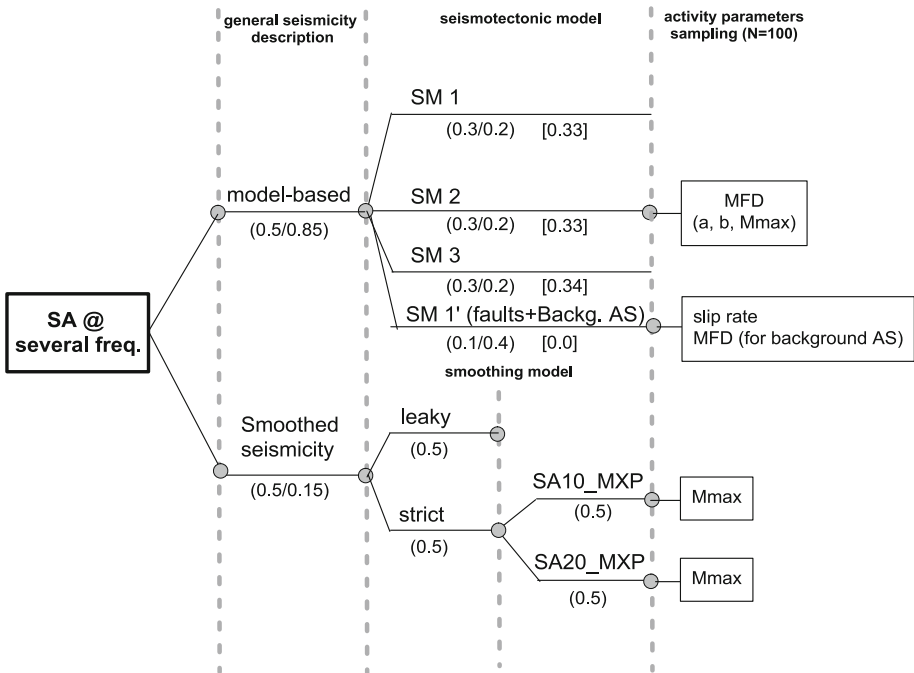 general seismicity
description
seismotectonic model
activity parameters
sampling (N=100)
SM 1
(0.3/0.2) [0.33]
model-based
(0.5/0.85)
SM 2
(0.3/0.2) [0.33]
MFD
(a, b, Mmax)
SM 3
(0.3/0.2) [0.34]
SA @
several freq.
SM 1' (faults+Backg. AS)
(0.1/0.4) [0.0]
slip rate
MFD (for background AS)
smoothing model
Smoothed
seismicity
(0.5/0.15)
leaky
(0.5)
strict
(0.5)
SA10_MXP
(0.5)
Mmax
SA20_MXP
(0.5)
Mmax